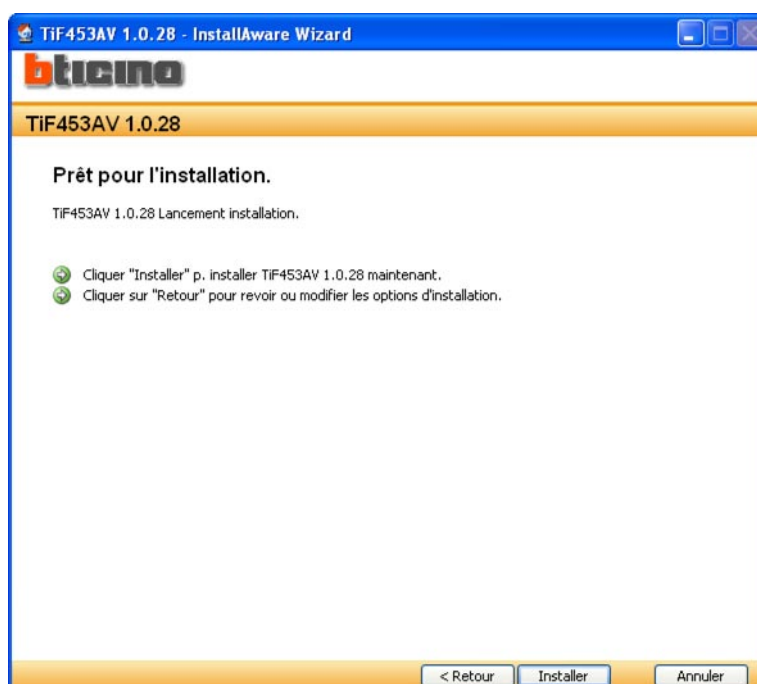 TiF453AV 1.0.28 - InstallAware Wizard
bticino
TiF453AV 1.0.28
Prêt pour l'installation.
TiF453AV 1.0.28 Lancement installation.
Cliquer "Installer" p. installer TiF453AV 1.0.28 maintenant.
Cliquer sur "Retour" pour revoir ou modifier les options d'installation.
< Retour
Installer
Annuler